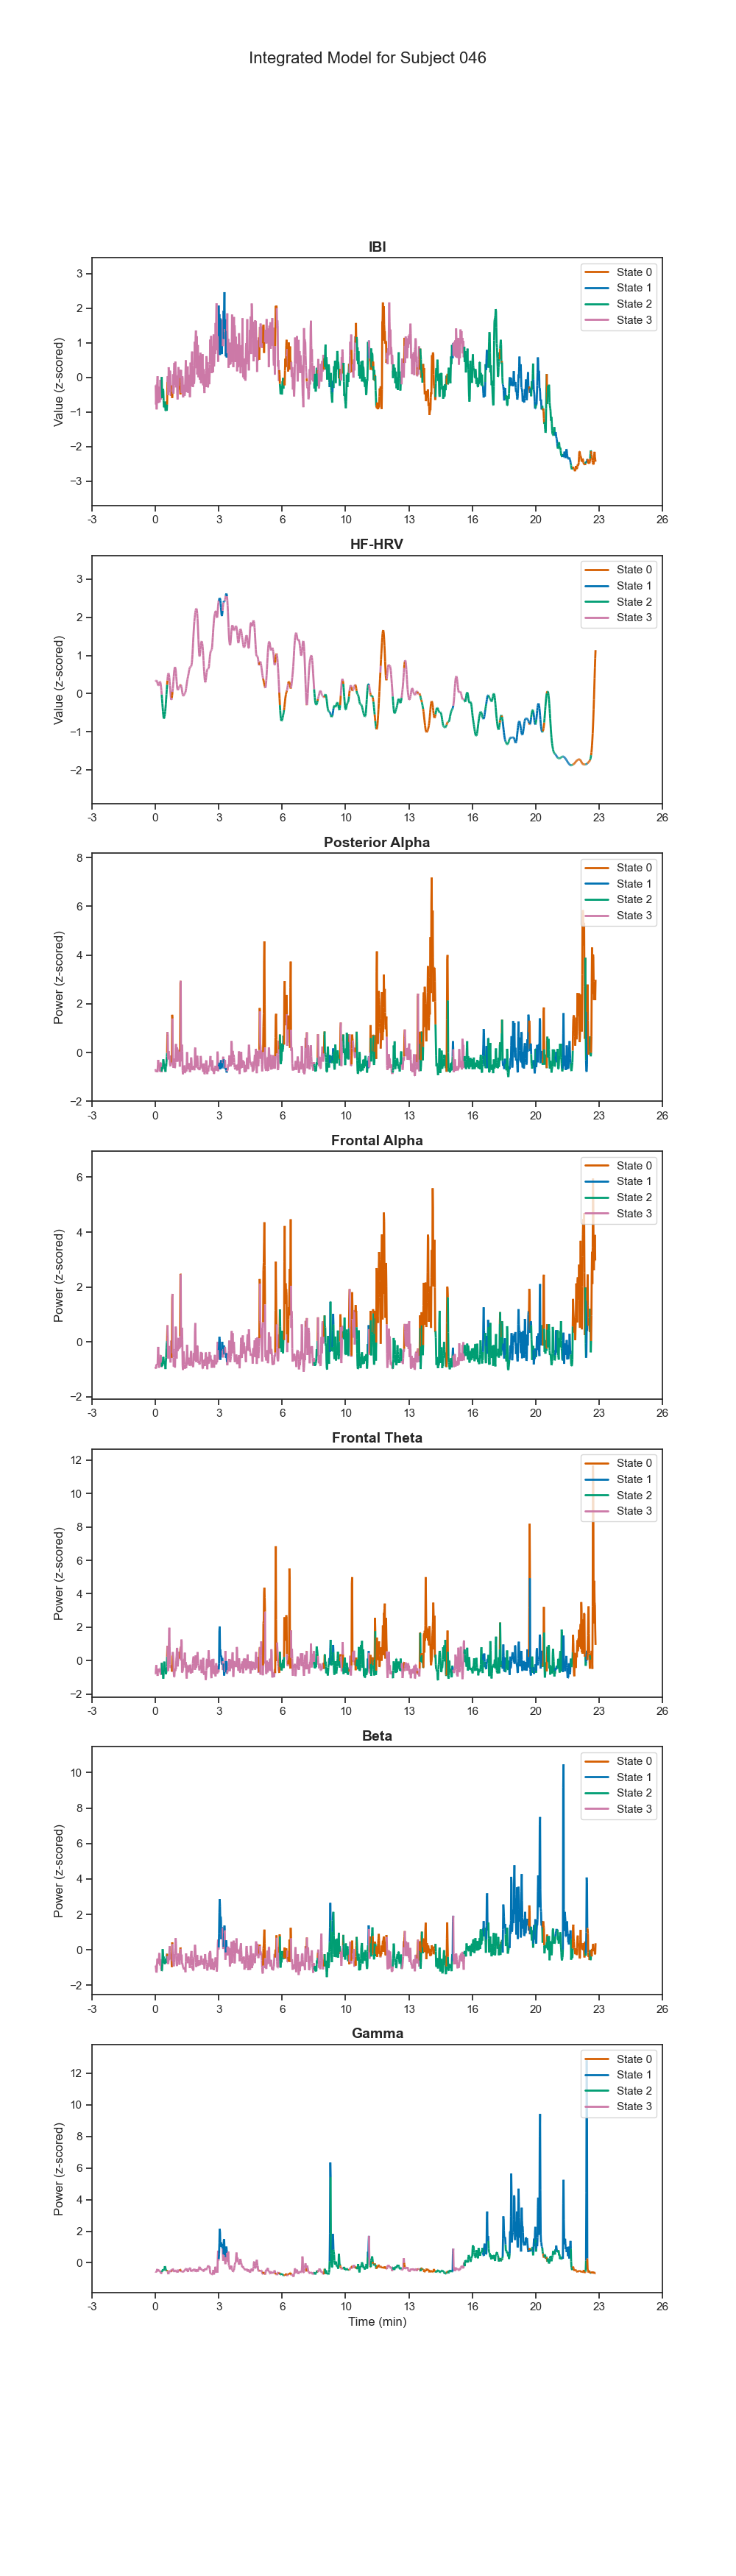 Integrated Model for Subject 046
IBI
Value (z-scored)
3
2
1
0
−1
−2
−3
State 0
State 1
State 2
State 3
-3 0 3 6 10 13 16 20 23 26
HF-HRV
Value (z-scored)
3
2
1
0
−1
−2
State 0
State 1
State 2
State 3
-3 0 3 6 10 13 16 20 23 26
Posterior Alpha
Power (z-scored)
8
6
4
2
0
−2
State 0
State 1
State 2
State 3
-3 0 3 6 10 13 16 20 23 26
Frontal Alpha
Power (z-scored)
6
4
2
0
−2
State 0
State 1
State 2
State 3
-3 0 3 6 10 13 16 20 23 26
Frontal Theta
Power (z-scored)
12
10
8
6
4
2
0
−2
State 0
State 1
State 2
State 3
-3 0 3 6 10 13 16 20 23 26
Beta
Power (z-scored)
10
8
6
4
2
0
−2
State 0
State 1
State 2
State 3
-3 0 3 6 10 13 16 20 23 26
Gamma
Power (z-scored)
12
10
8
6
4
2
0
State 0
State 1
State 2
State 3
-3 0 3 6 10 13 16 20 23 26
Time (min)